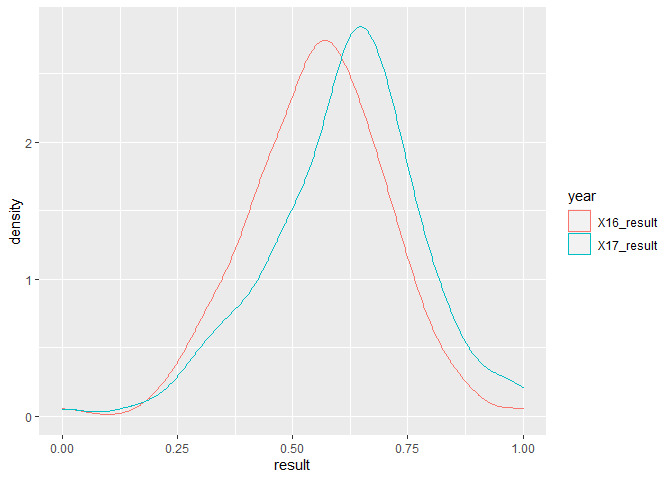 density
2
1
0
0.00 0.25 0.50 0.75 1.00
result
year
X16_result
X17_result